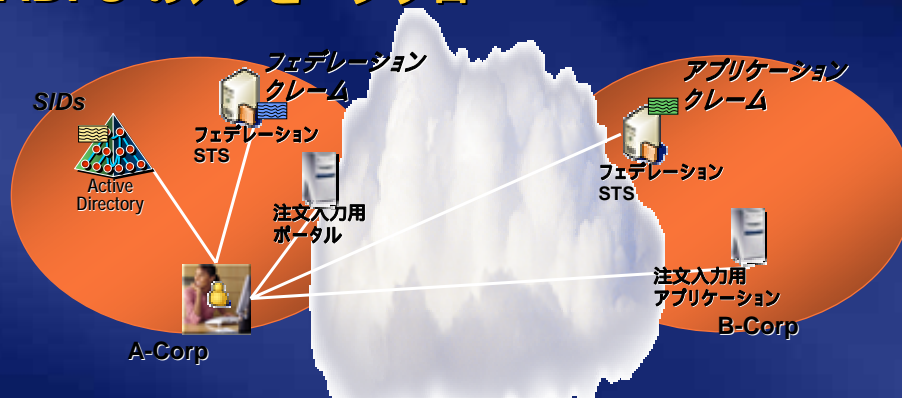 フェデレーション
クレーム
SIDs
フェデレーション
STS
Active
Directory
注文入力用
ポータル
A-Corp
アプリケーション
クレーム
フェデレーション
STS
注文入力用
アプリケーション
B-Corp